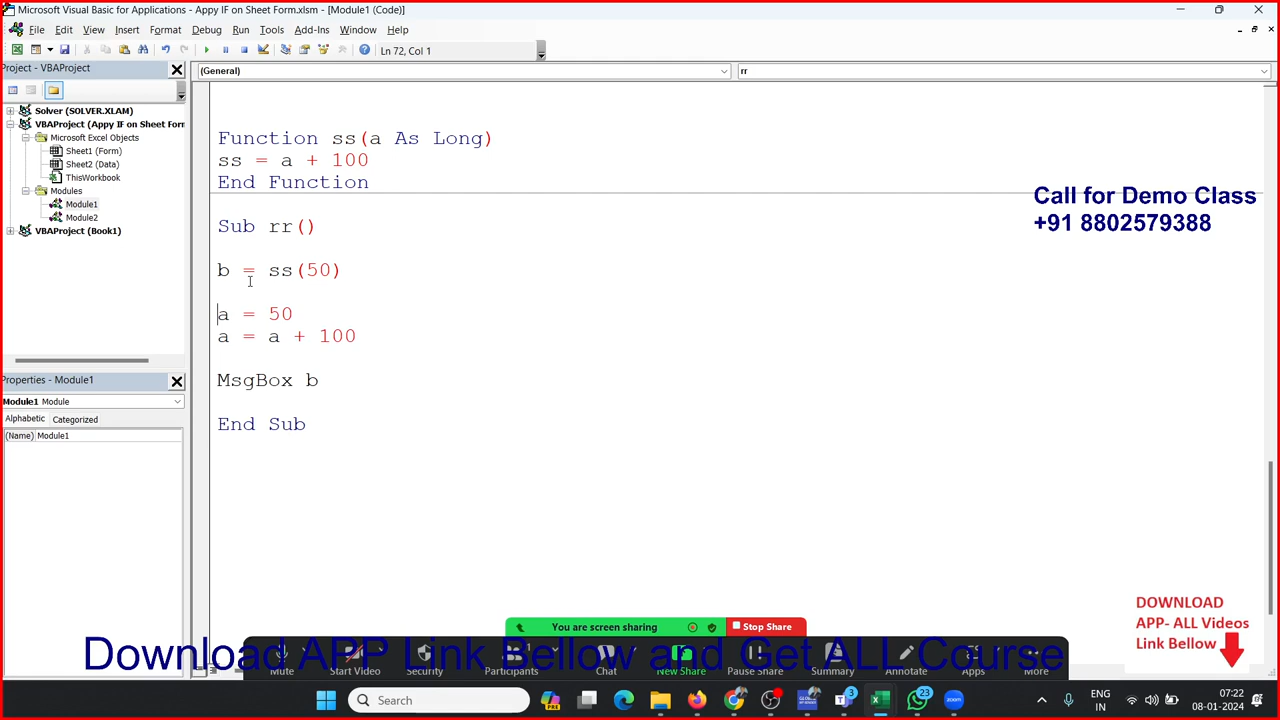 Microsoft Visual Basic for Applications - Appy IF on Sheet Form.xlsm - [Module1 (Code)]
File Edit View Insert Format Debug Run Tools Add-Ins Window Help
Ln 72, Col 1
Project - VBAProject
(General)
rr
Solver (SOLVER.XLAM)
VBAProject (Appy IF on Sheet Form
Microsoft Excel Objects
Sheet1 (Form)
Sheet2 (Data)
ThisWorkbook
Modules
Module1
Module2
VBAProject (Book1)
Properties - Module1
Module1 Module
Alphabetic Categorized
(Name) Module1
Function ss(a As Long)
ss = a + 100
End Function
Sub rr()
b = ss(50)
a = 50
a = a + 100
MsgBox b
End Sub
Call for Demo Class
+91 8802579388
DOWNLOAD
APP- ALL Videos
Link Bellow
You are screen sharing
Stop Share
Download APP Link Bellow and Get ALL Course
Mute Start Video Security Participants Chat New Share Pause Share Summary Annotate Apps More
Search
PRE
3
23
ENG
IN
07:22
08-01-2024